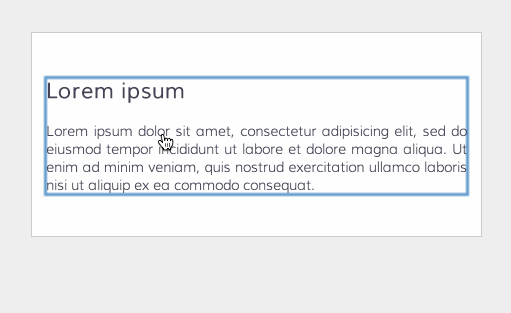 Lorem ipsum
Lorem ipsum dolor sit amet, consectetur adipisicing elit, sed do
eiusmod tempor incididunt ut labore et dolore magna aliqua. Ut
enim ad minim veniam, quis nostrud exercitation ullamco laboris
nisi ut aliquip ex ea commodo consequat.